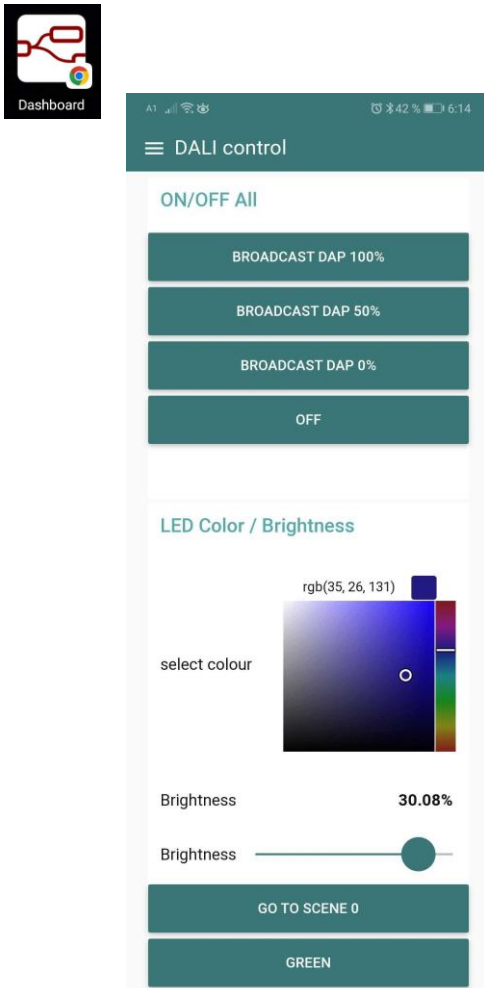 Dashboard
A1 42 % 6:14
DALI control
ON/OFF All
BROADCAST DAP 100%
BROADCAST DAP 50%
BROADCAST DAP 0%
OFF
LED Color / Brightness
rgb(35, 26, 131)
select colour
Brightness 30.08%
Brightness
GO TO SCENE 0
GREEN